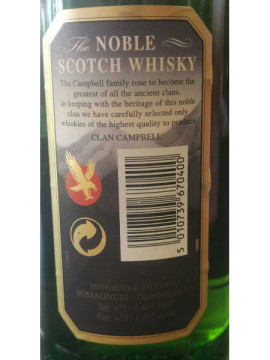 The NOBLE
SCOTCH WHISKY
The Campbell family rose to become the
greatest of all the ancient clans.
In keeping with the heritage of this noble
clan we have carefully selected only
whiskies of the highest quality to produce
CLAN CAMPBELL
5 010739 670400